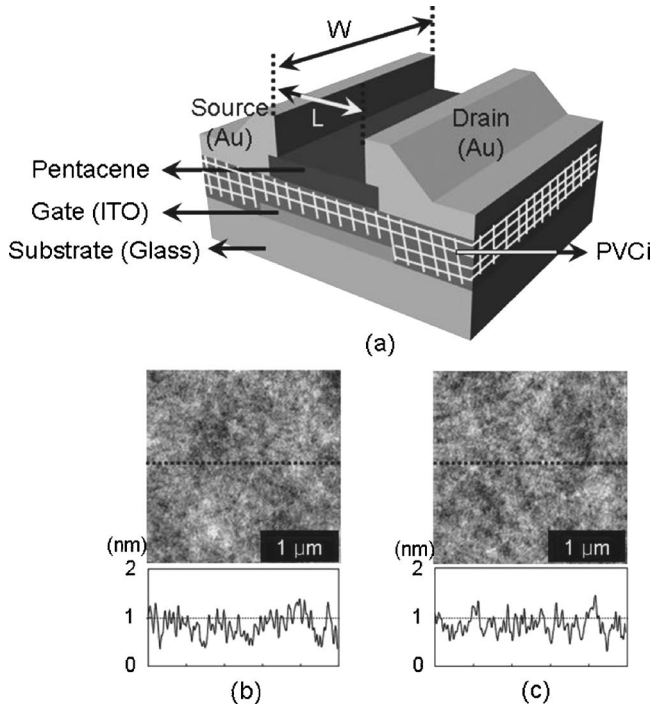 W
Source
(Au)
L
Drain
(Au)
Pentacene
Gate (ITO)
Substrate (Glass)
PVCi
(a)
1 μm
1 μm
(nm)
2
1
0
(nm)
2
1
0
(b)
(c)